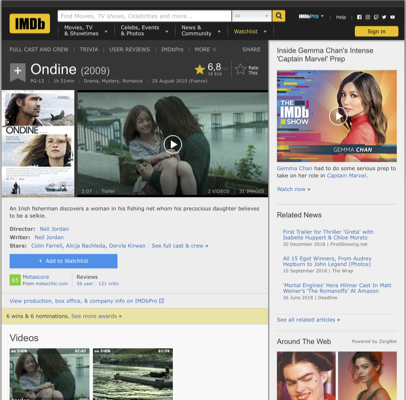 IMDb
Find Movies, TV shows, Celebrities and more...
All
IMDbPro
Help
Movies, TV
& Showtimes
Celebs, Events
& Photos
News &
Community
Watchlist
Sign in
FULL CAST AND CREW | TRIVIA | USER REVIEWS | IMDbPro | MORE
SHARE
Ondine (2009)
PG-13 | 1h 51min | Drama, Mystery, Romance | 25 August 2010 (France)
6,8
Rate
This
ONDINE
2:07 | Trailer
2 VIDEOS | 31 IMAGES
An Irish fisherman discovers a woman in his fishing net whom his precocious daughter believes
to be a selkie.
Director: Neil Jordan
Writer: Neil Jordan
Stars: Colin Farrell, Alicja Bachleda, Dervla Kirwan | See full cast & crew »
+ Add to Watchlist
Metascore
From metacritic.com
Reviews
56 user | 121 critic
View production, box office, & company info on IMDbPro
6 wins & 6 nominations. See more awards »
Videos
Inside Gemma Chan's Intense
'Captain Marvel' Prep
THE
IMDb
SHOW
GEMMA CHAN
Gemma Chan had to do some serious prep to
take on her role in Captain Marvel.
Watch now »
Related News
First Trailer for Thriller 'Greta' with
Isabelle Huppert & Chloe Moretz
20 December 2018 | FirstShowing.net
All 15 Egot Winners, From Audrey
Hepburn to John Legend (Photos)
10 September 2018 | The Wrap
'Mortal Engines' Hera Hilmar Cast In Matt
Weiner's 'The Romanoffs' At Amazon
26 June 2018 | Deadline
See all related articles »
Around The Web
Powered by ZergNet